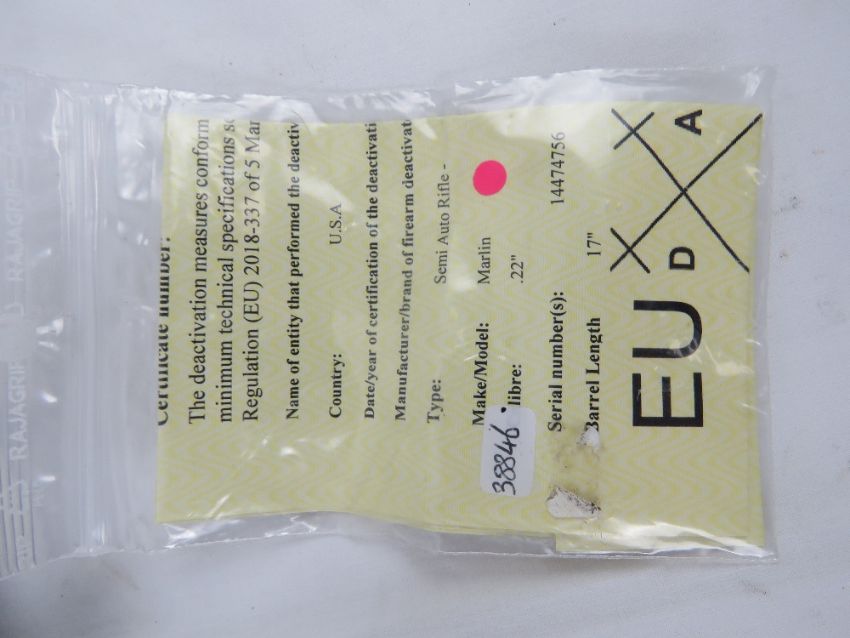 Certificate number:
The deactivation measures conform
minimum technical specifications
Regulation (EU) 2018-337 of 5 Mar
Name of entity that performed the deactiv
Country: U.S.A
Date/year of certification of the deactivati
Manufacturer/brand of firearm deactivat
Type: Semi Auto Rifle -
Make/Model: Marlin
libre: .22"
Serial number(s): 14474756
Barrel Length 17"
EU D A
38846.
RAJAGRIP
RAJAGRIP